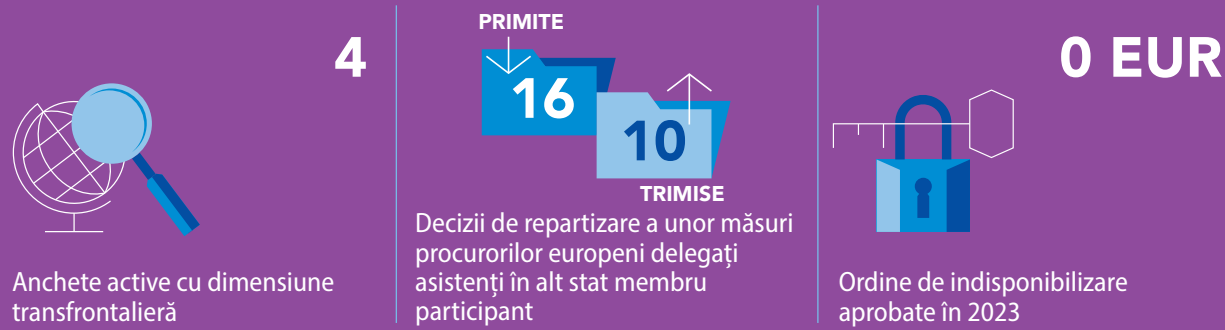 4
Anchete active cu dimensiune
transfrontalieră
PRIMITE
16
10
TRIMISE
Decizii de repartizare a unor măsuri
procurorilor europeni delegați
asistenți în alt stat membru
participant
0 EUR
Ordine de indisponibilizare
aprobate în 2023